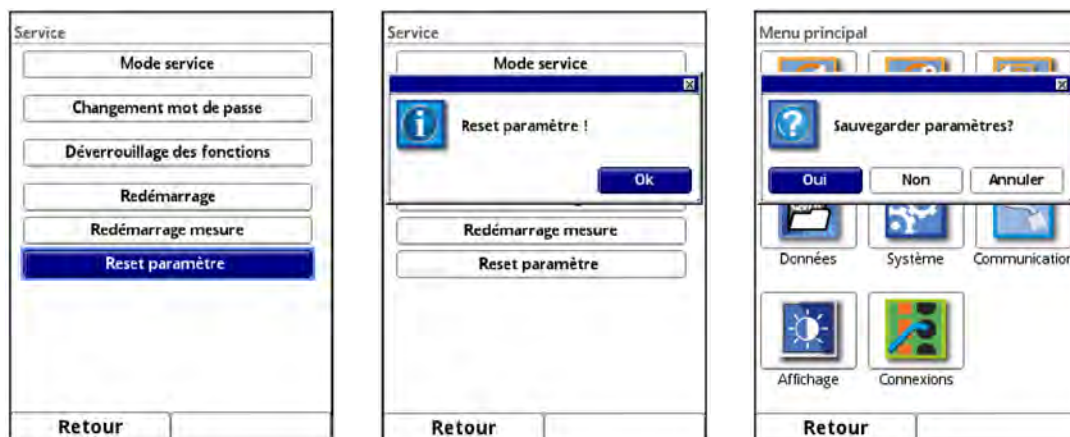 Service
Mode service
Changement mot de passe
Déverrouillage des fonctions
Redémarrage
Redémarrage mesure
Reset paramètre
Retour
Service
Mode service
Reset paramètre !
Ok
Redémarrage mesure
Reset paramètre
Retour
Menu principal
Sauvegarder paramètres?
Oui
Non
Annuler
Données
Système
Communication
Affichage
Connexions
Retour